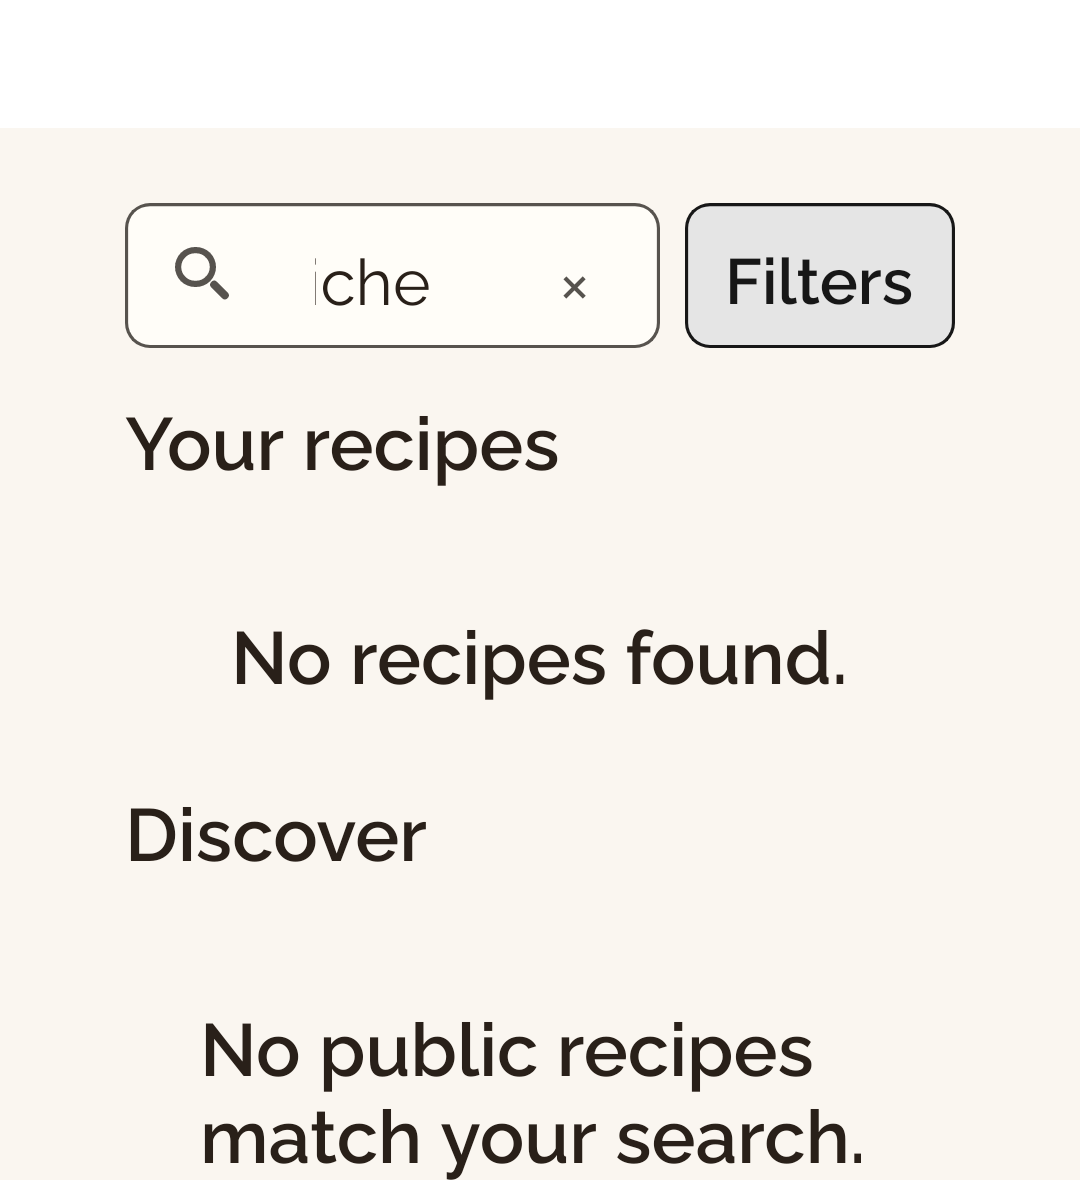 iche × Filters
Your recipes
No recipes found.
Discover
No public recipes
match your search.